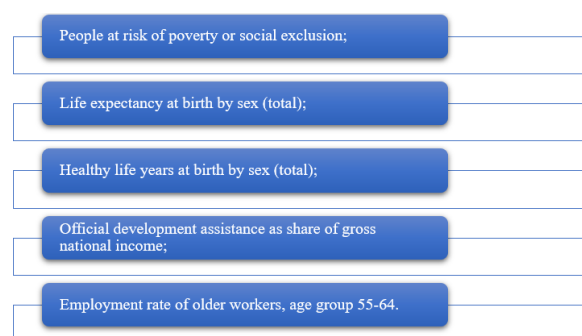 People at risk of poverty or social exclusion;
Life expectancy at birth by sex (total);
Healthy life years at birth by sex (total);
Official development assistance as share of gross
national income;
Employment rate of older workers, age group 55-64.